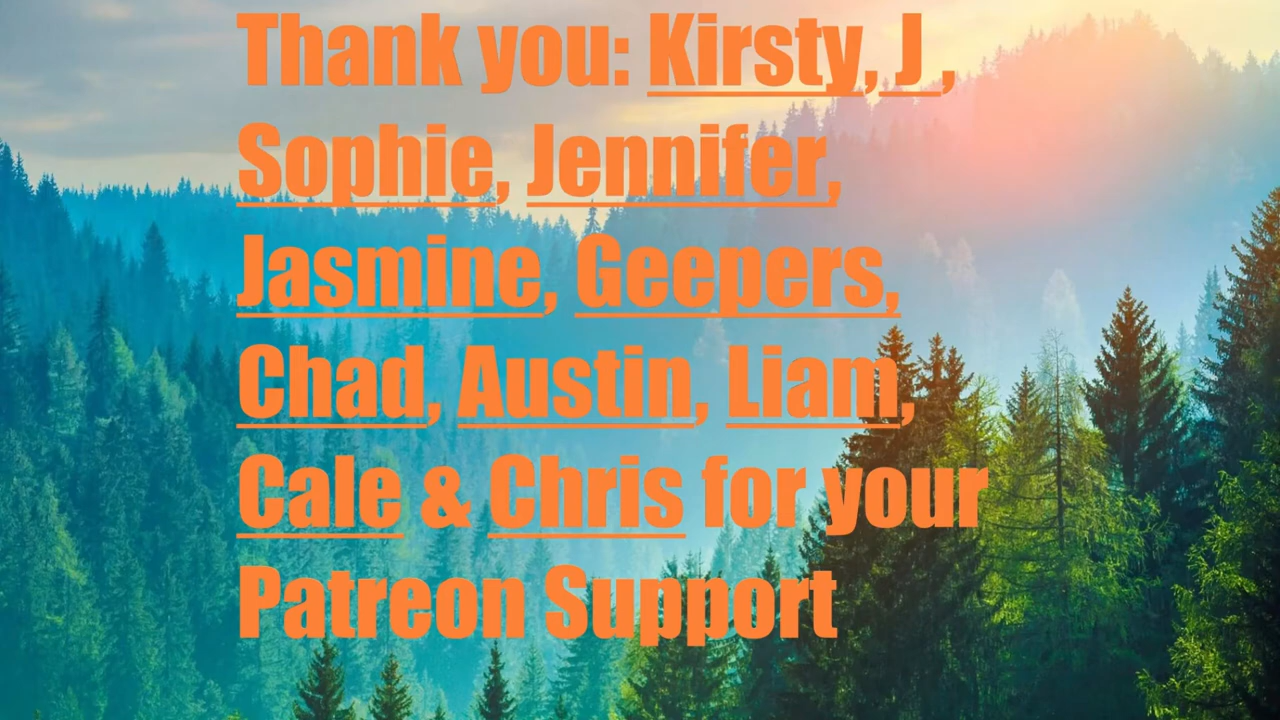 Thank you: Kirsty, J ,
Sophie, Jennifer,
Jasmine, Geepers,
Chad, Austin, Liam,
Cale & Chris for your
Patreon Support